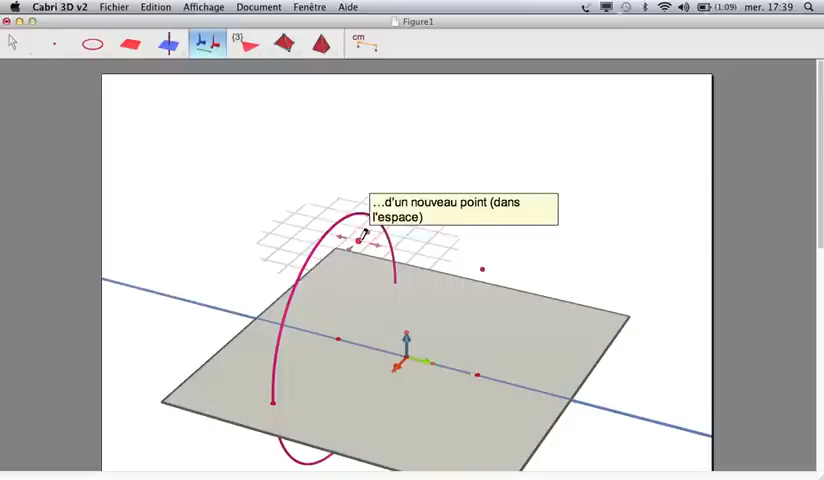 Cabri 3D v2 Fichier Edition Affichage Document Fenêtre Aide (1:09) mer. 17:39
Figure1
{3} cm
...d'un nouveau point (dans
l'espace)